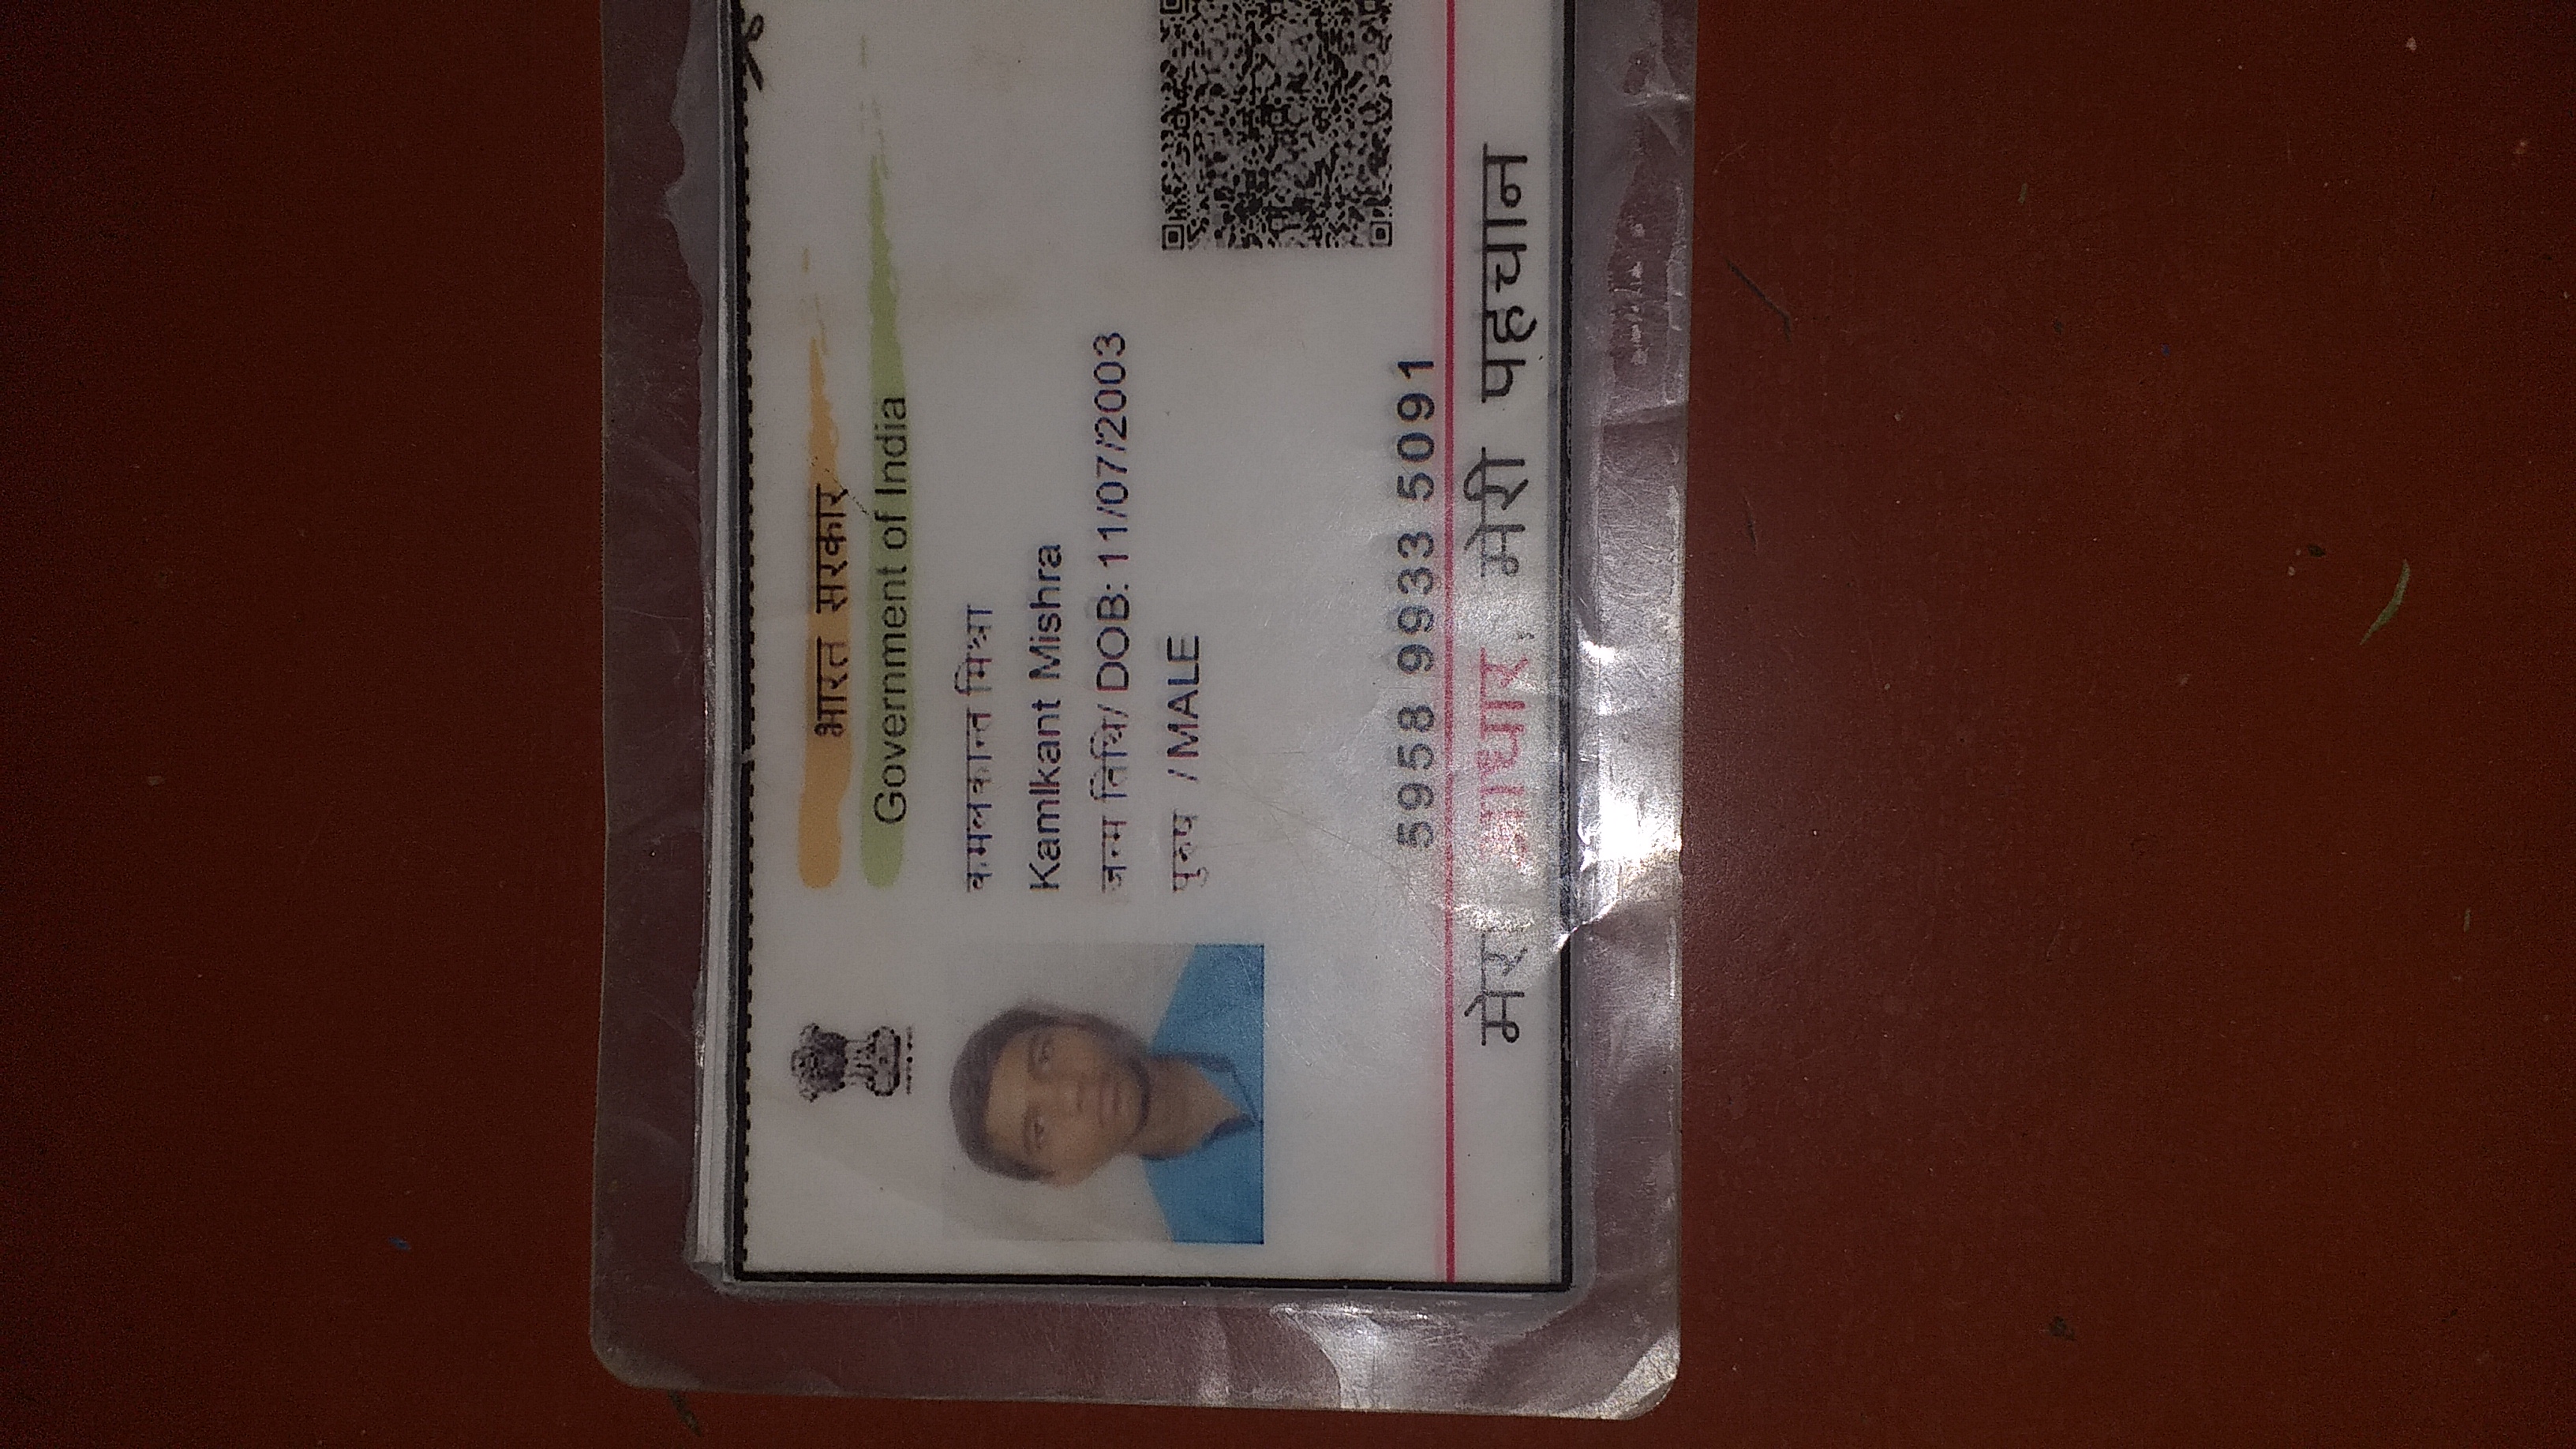 भारत सरकार
Government of India
कमलकान्त मिश्रा
Kamlkant Mishra
जन्म तिथि/ DOB: 11/07/2003
पुरुष / MALE
5958 9933 5091
मेरा आधार, मेरी पहचान